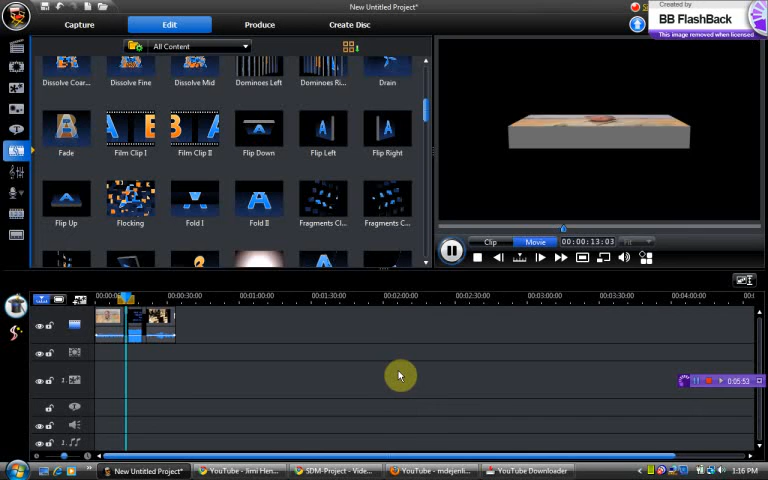 New Untitled Project*
Created by
BB FlashBack
This image removed when licensed
Capture
Edit
Produce
Create Disc
All Content
Dissolve Coar...
Dissolve Fine
Dissolve Mid
Dominoes Left
Dominoes Ri...
Drain
Fade
Film Clip I
Film Clip II
Flip Down
Flip Left
Flip Right
Flip Up
Flocking
Fold I
Fold II
Fragments Cl...
Fragments C...
Clip
Movie
00:00:13:03
Fit
00:00:30:00
00:01:00:00
00:01:30:00
00:02:00:00
00:02:30:00
00:03:00:00
00:03:30:00
00:04:00:00
1.
0:05:53
1.
New Untitled Project*
YouTube - Jimi Hen...
SDM-Project - Vide...
YouTube - mdejenli...
YouTube Downloader
1:16 PM